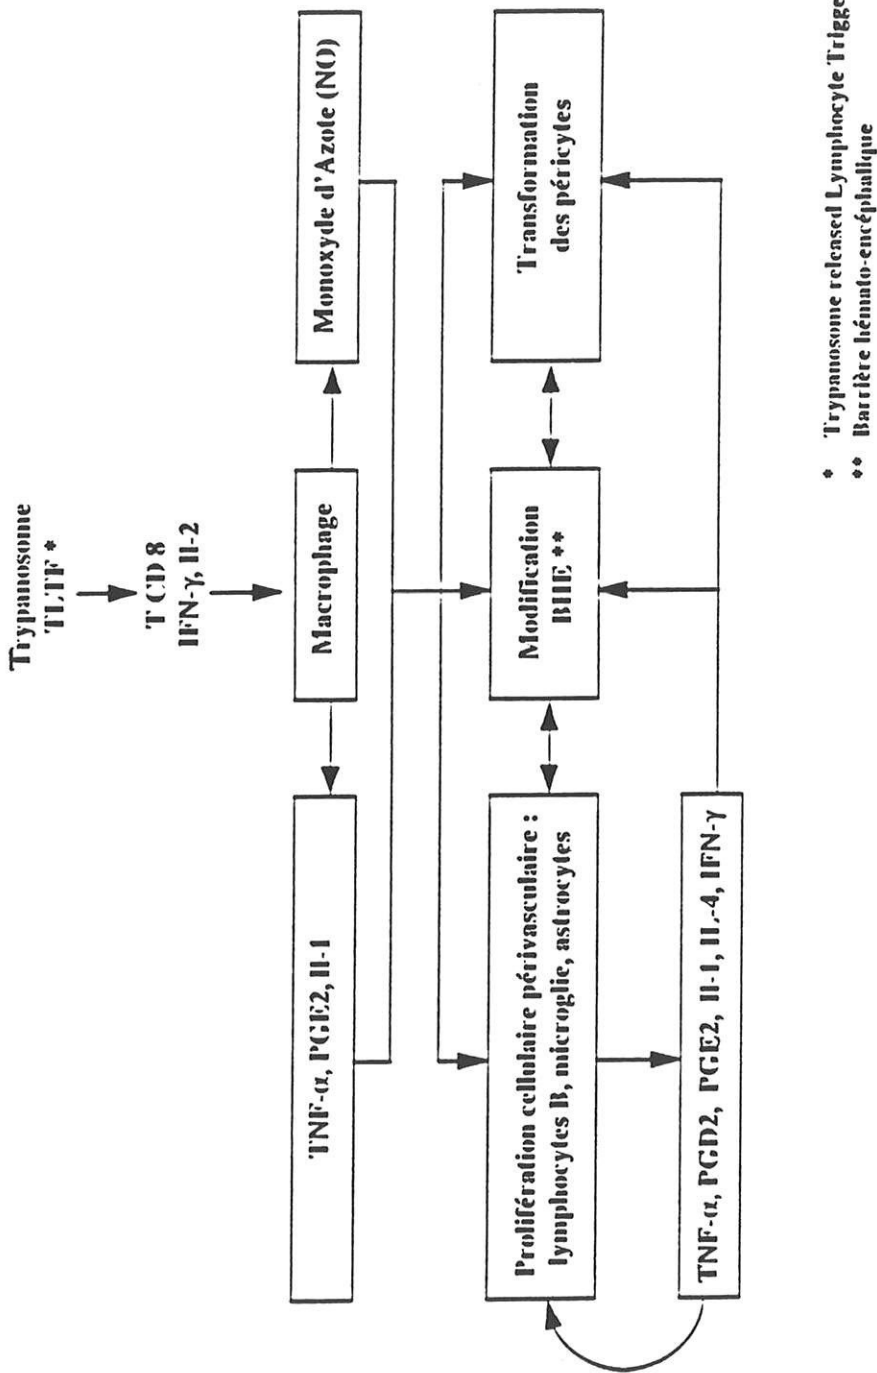 Trypanosome
TLTF *
T CD 8
IFN-γ, Il-2
TNF-α, PGE2, Il-1
Macrophage
Monoxyde d'Azote (NO)
Prolifération cellulaire périvasculaire :
lymphocytes B, microglie, astrocytes
Modification
BHE **
Transformation
des péricytes
TNF-α, PGD2, PGE2, Il-1, IL-4, IFN-γ
* Trypanosome released Lymphocyte Trigge
** Barrière hémato-encéphalique